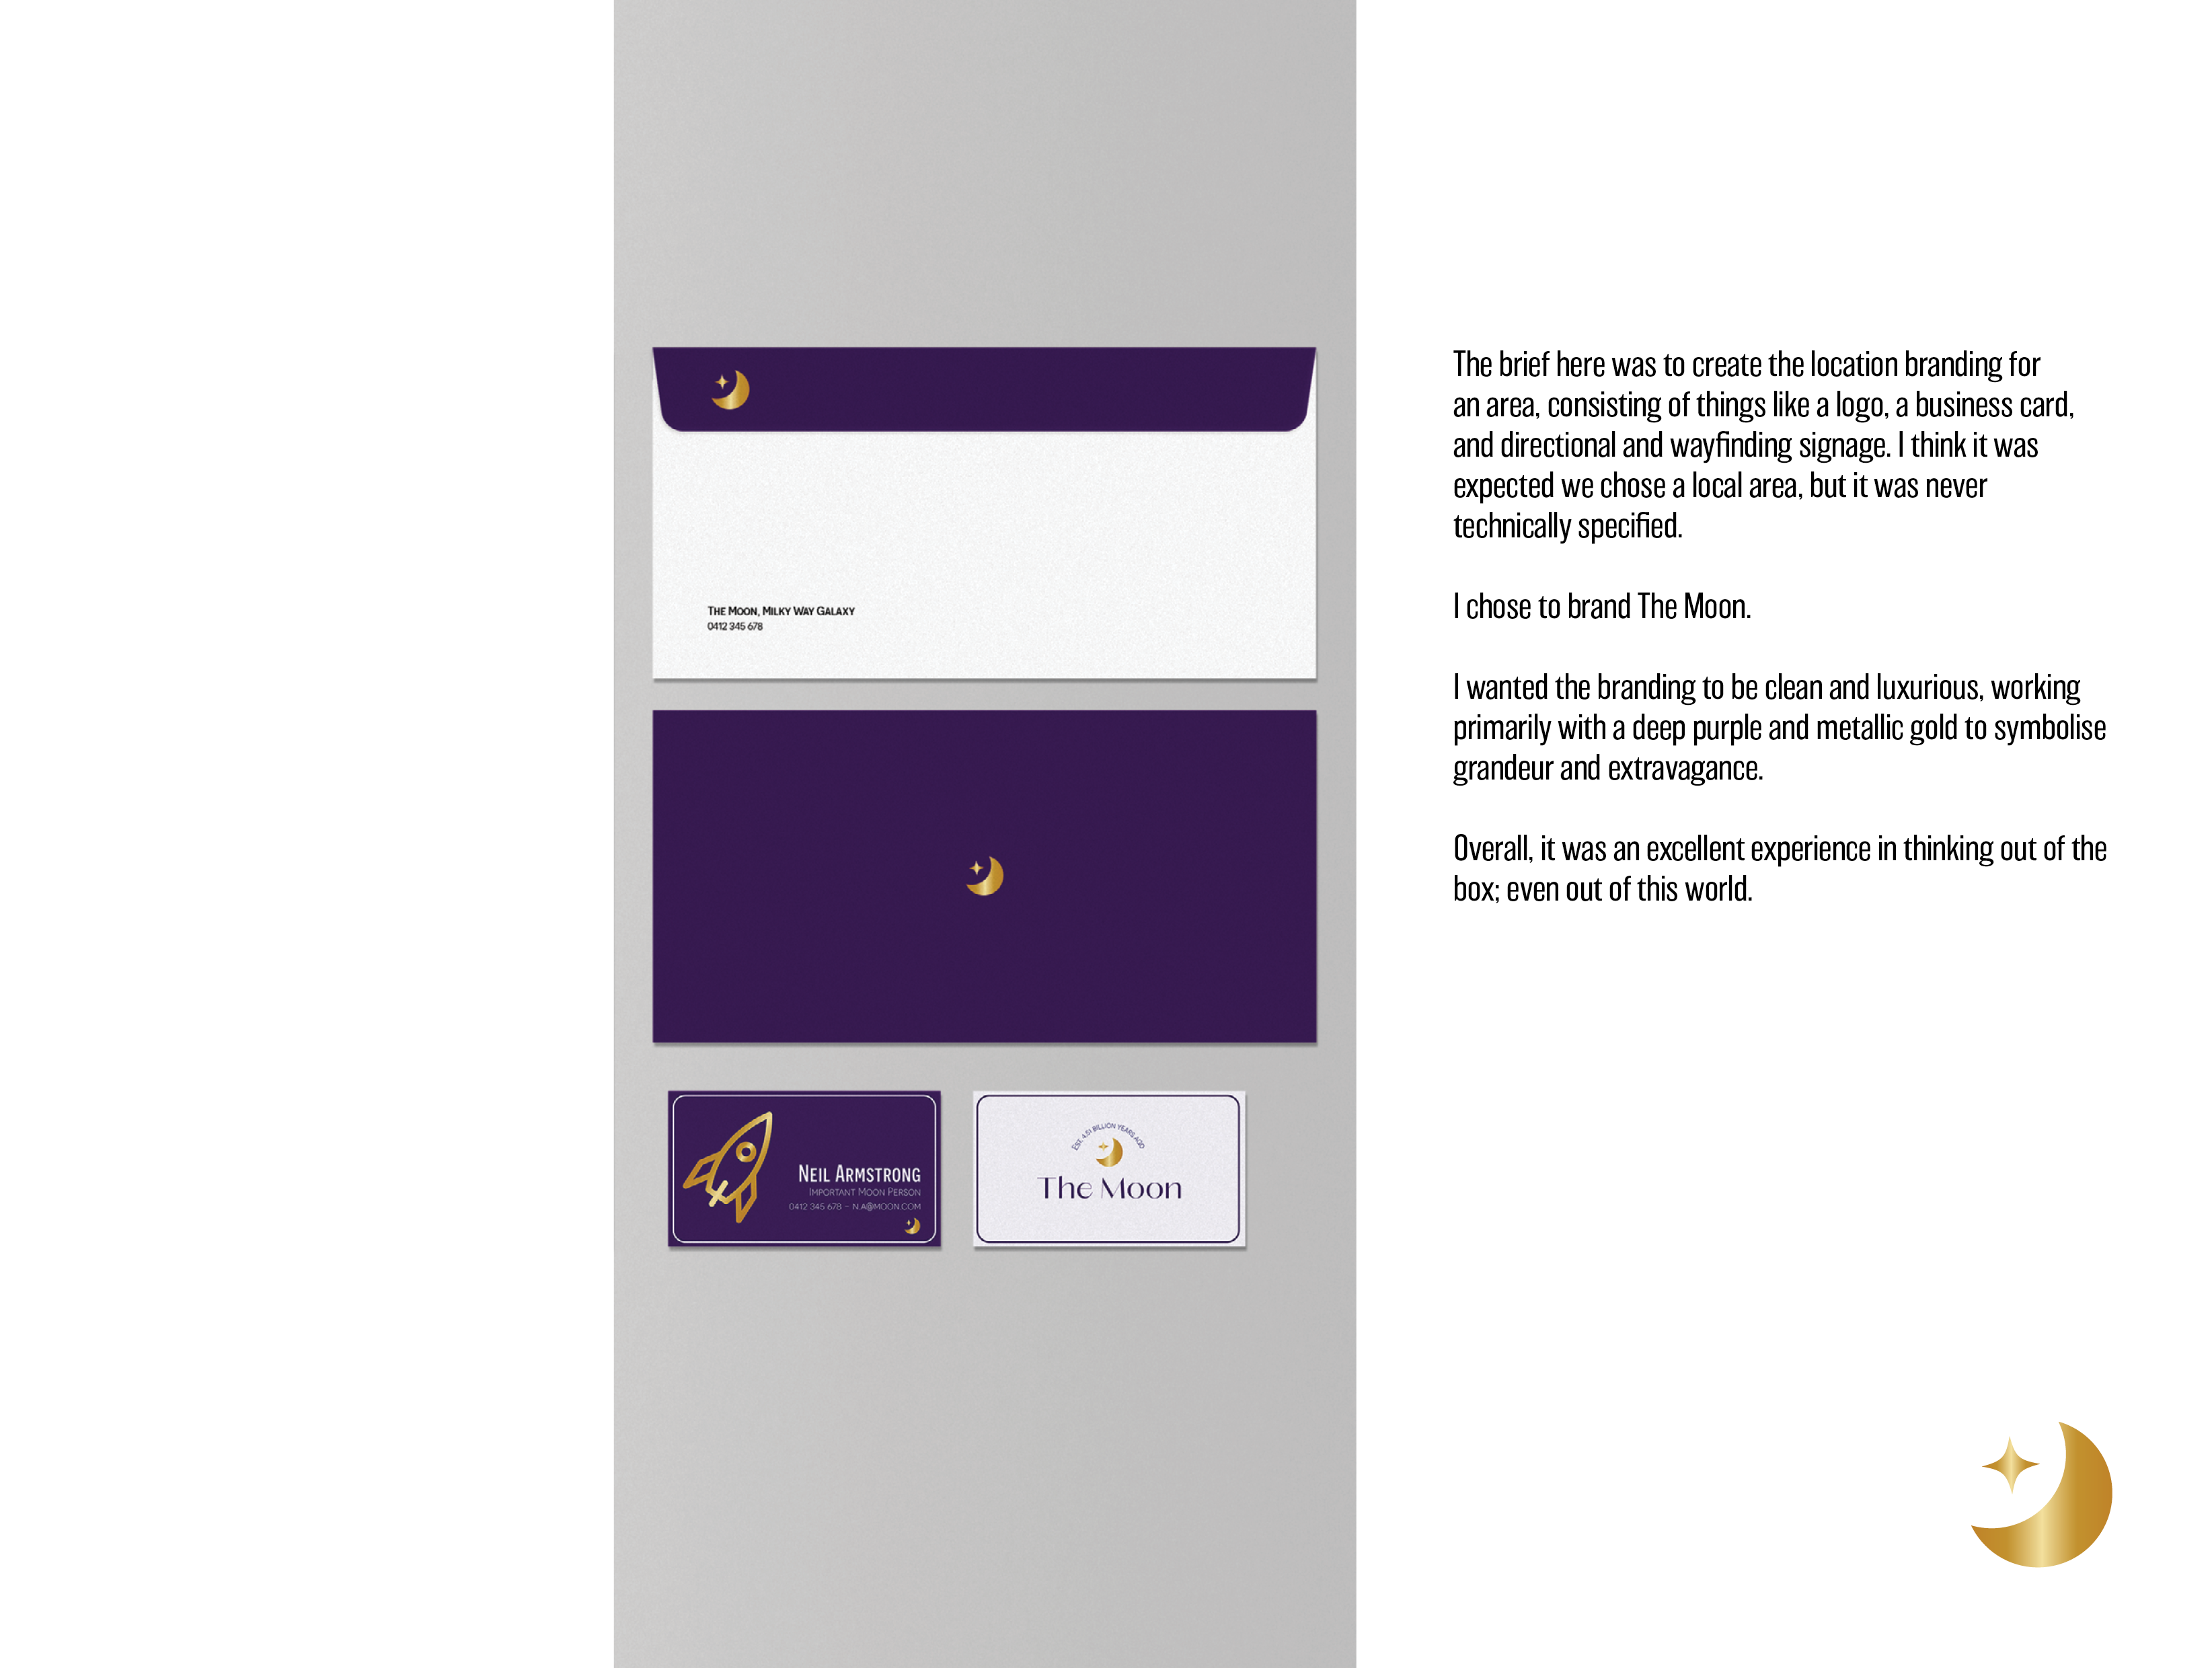 THE MOON, MILKY WAY GALAXY
0412 345 678
NEIL ARMSTRONG
IMPORTANT MOON PERSON
0412 345 678 – N.A@MOON.COM
EST. 4.51 BILLION YEARS AGO
The Moon
The brief here was to create the location branding for
an area, consisting of things like a logo, a business card,
and directional and wayfinding signage. I think it was
expected we chose a local area, but it was never
technically specified.
I chose to brand The Moon.
I wanted the branding to be clean and luxurious, working
primarily with a deep purple and metallic gold to symbolise
grandeur and extravagance.
Overall, it was an excellent experience in thinking out of the
box; even out of this world.